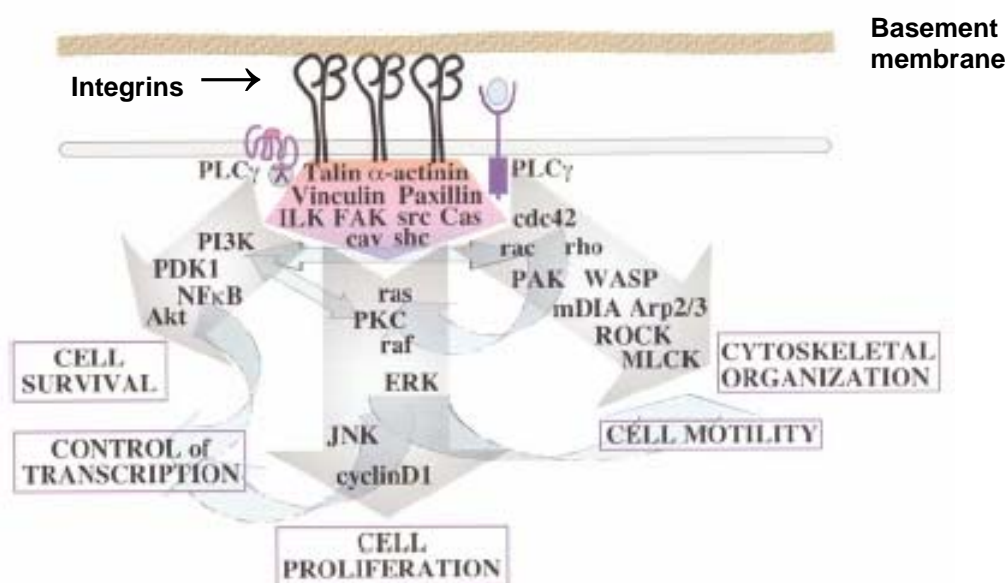 Basement
membrane
Integrins
PLCγ
Talin α-actinin
PLCγ
Vinculin Paxillin
ILK FAK src Cas
cdc42
cav shc
rac rho
PI3K
PDK1
PAK WASP
NFκB
ras
mDIA Arp2/3
Akt
PKC
ROCK
raf
MLCK
CELL
SURVIVAL
CYTOSKELETAL
ORGANIZATION
ERK
CONTROL of
TRANSCRIPTION
JNK
CELL MOTILITY
cyclinD1
CELL
PROLIFERATION